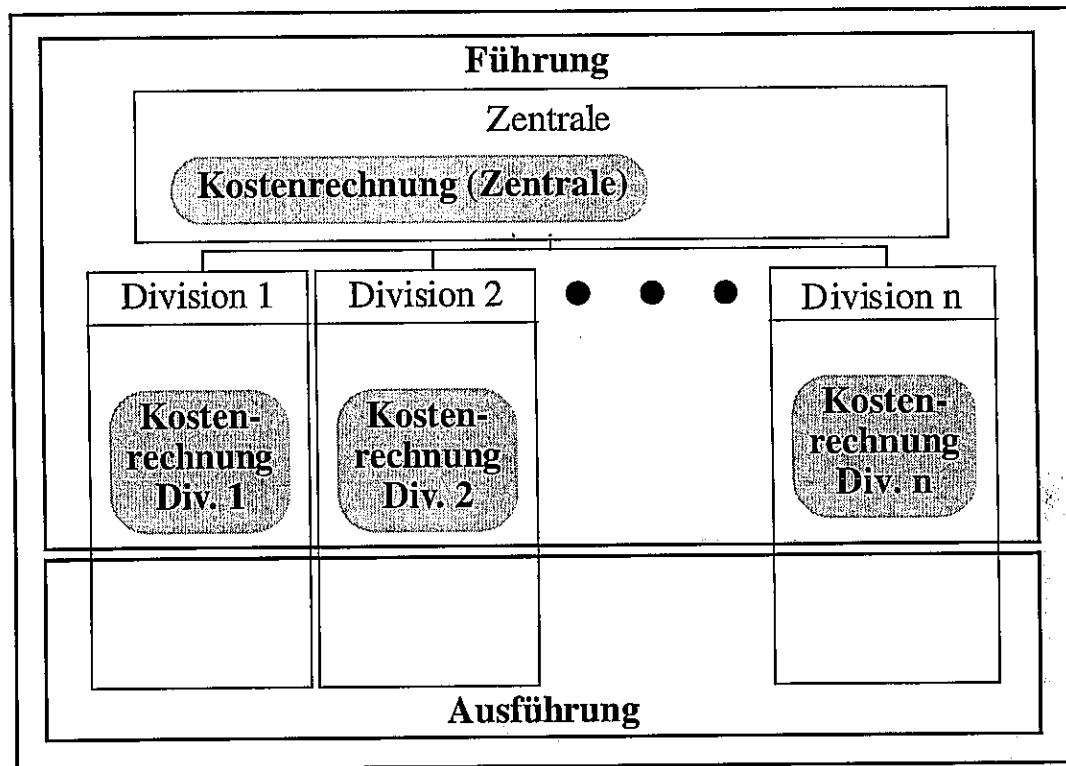 Führung
Zentrale
Kostenrechnung (Zentrale)
Division 1
Division 2
Division n
Kosten-
rechnung
Div. 1
Kosten-
rechnung
Div. 2
Kosten-
rechnung
Div. n
Ausführung